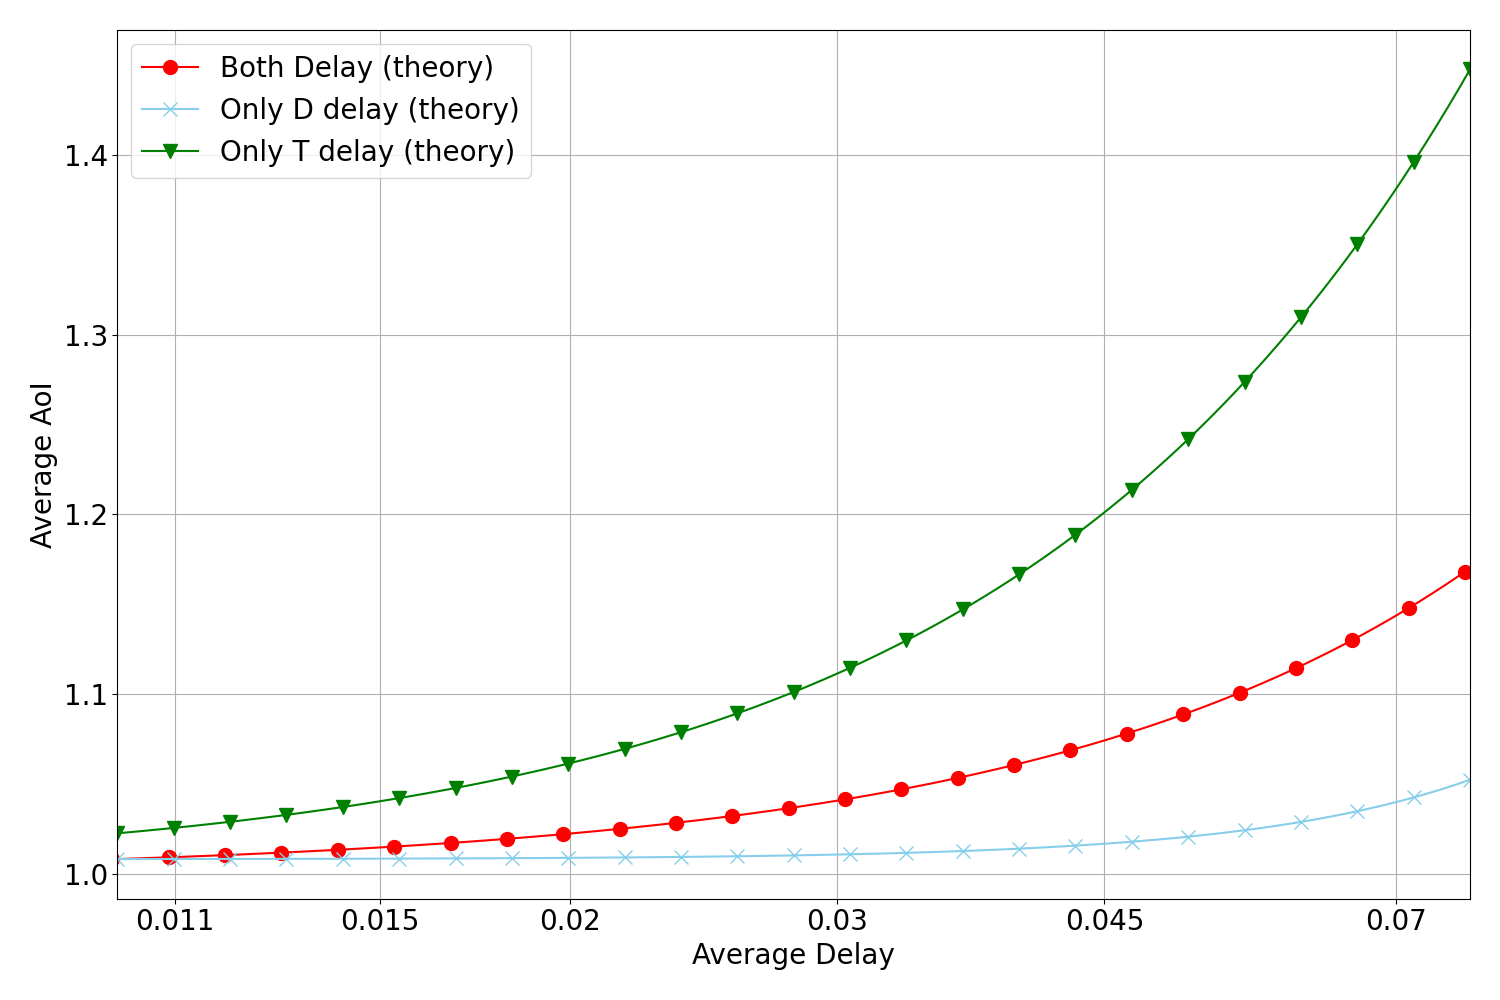 Both Delay (theory)
Only D delay (theory)
Only T delay (theory)
1.4
1.3
1.2
1.1
1.0
Average AoI
0.011 0.015 0.02 0.03 0.045 0.07
Average Delay